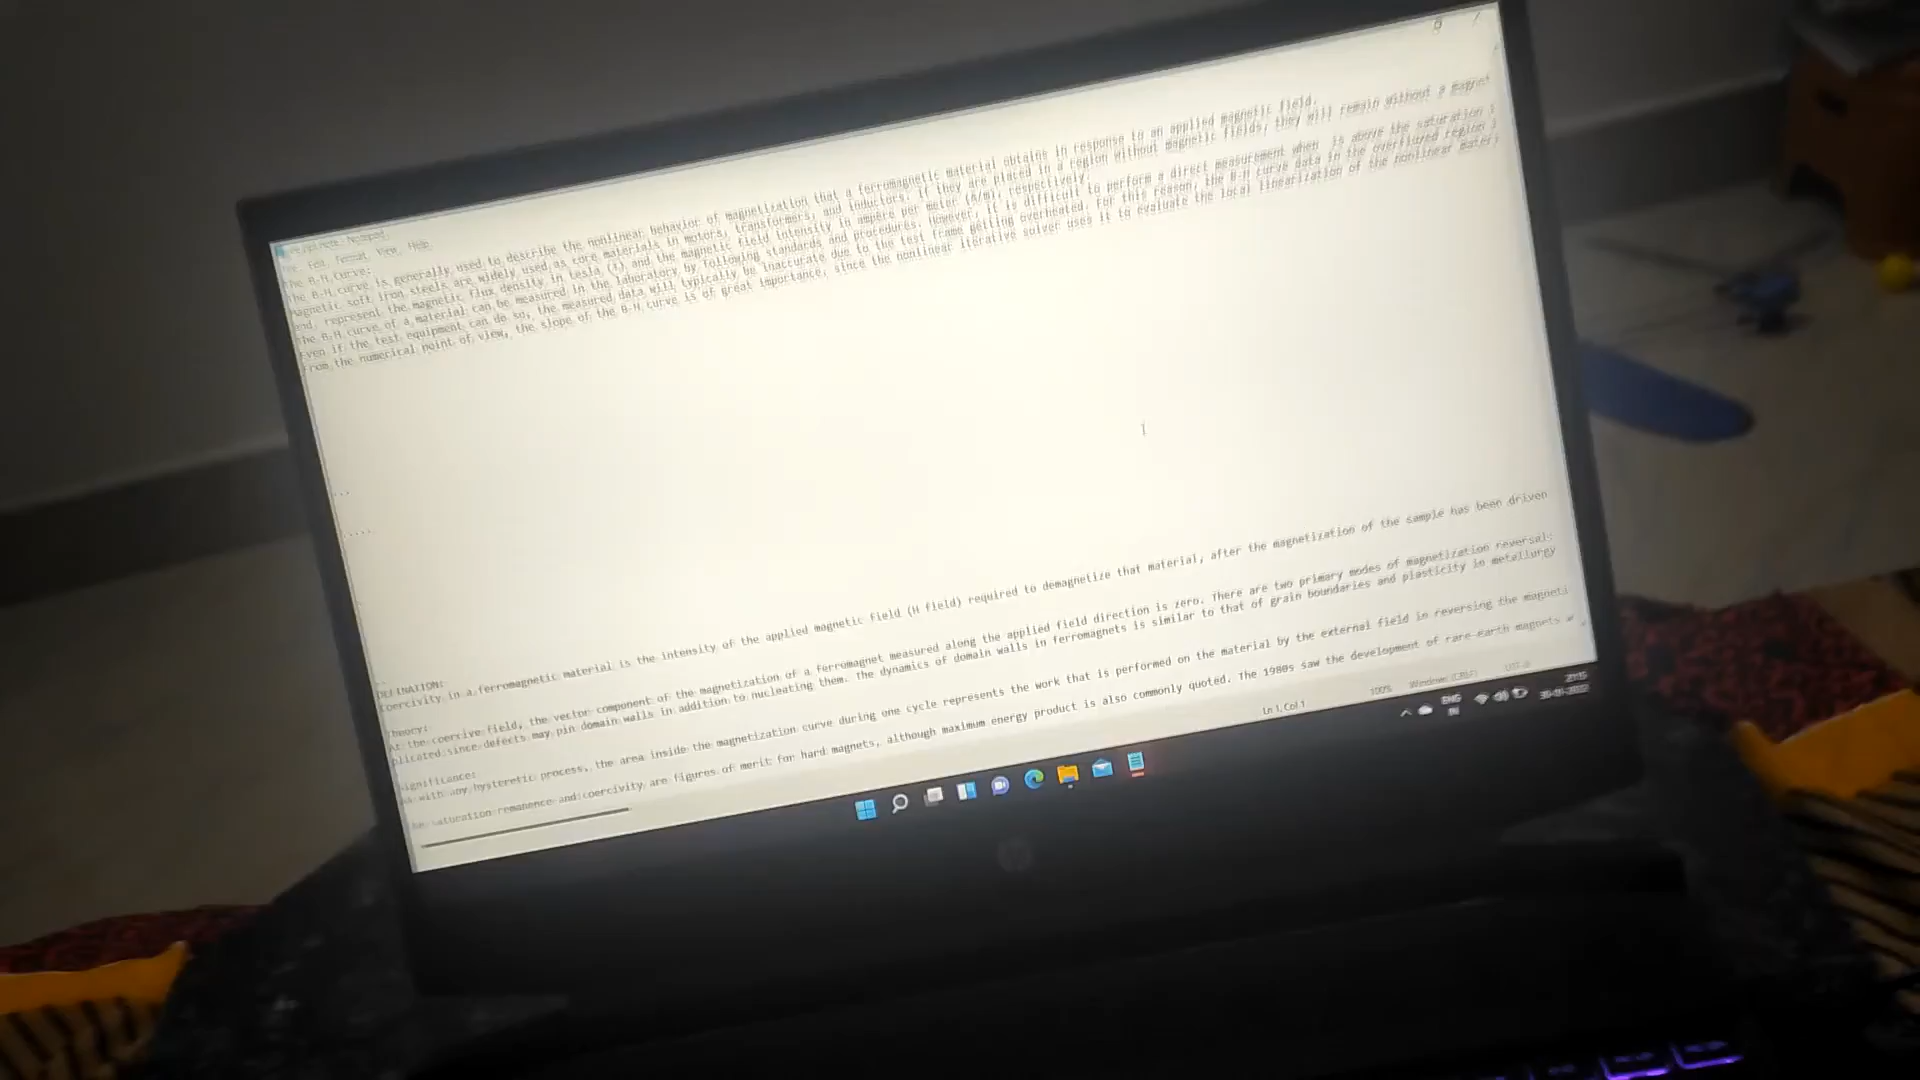 Notepad
File Edit Format View Help
The B-H Curve:
The B-H curve is generally used to describe the nonlinear behavior of magnetization that a ferromagnetic material obtains in response to an applied magnetic field.
Magnetic soft iron steels are widely used as core materials in motors, transformers, and inductors. If they are placed in a region without magnetic fields, they will remain without a magnet
and represent the magnetic flux density in tesla (T) and the magnetic field intensity in ampere per meter (A/m), respectively.
The B-H curve of a material can be measured in the laboratory by following standards and procedures. However, it is difficult to perform a direct measurement when is above the saturation
Even if the test equipment can do so, the measured data will typically be inaccurate due to the test frame getting overheated. For this reason, the B-H curve data in the overfluxed region
From the numerical point of view, the slope of the B-H curve is of great importance, since the nonlinear iterative solver uses it to evaluate the local linearization of the nonlinear materi
...
.....
DEFINATION:
Coercivity in a ferromagnetic material is the intensity of the applied magnetic field (H field) required to demagnetize that material, after the magnetization of the sample has been driven
Theory:
At the coercive field, the vector component of the magnetization of a ferromagnet measured along the applied field direction is zero. There are two primary modes of magnetization reversal:
plicated since defects may pin domain walls in addition to nucleating them. The dynamics of domain walls in ferromagnets is similar to that of grain boundaries and plasticity in metallurgy
Significance:
As with any hysteretic process, the area inside the magnetization curve during one cycle represents the work that is performed on the material by the external field in reversing the magneti
he saturation remanence and coercivity are figures of merit for hard magnets, although maximum energy product is also commonly quoted. The 1980s saw the development of rare-earth magnets w
Ln 1, Col 1
100%
Windows (CRLF)
UTF-8
ENG
IN
hp